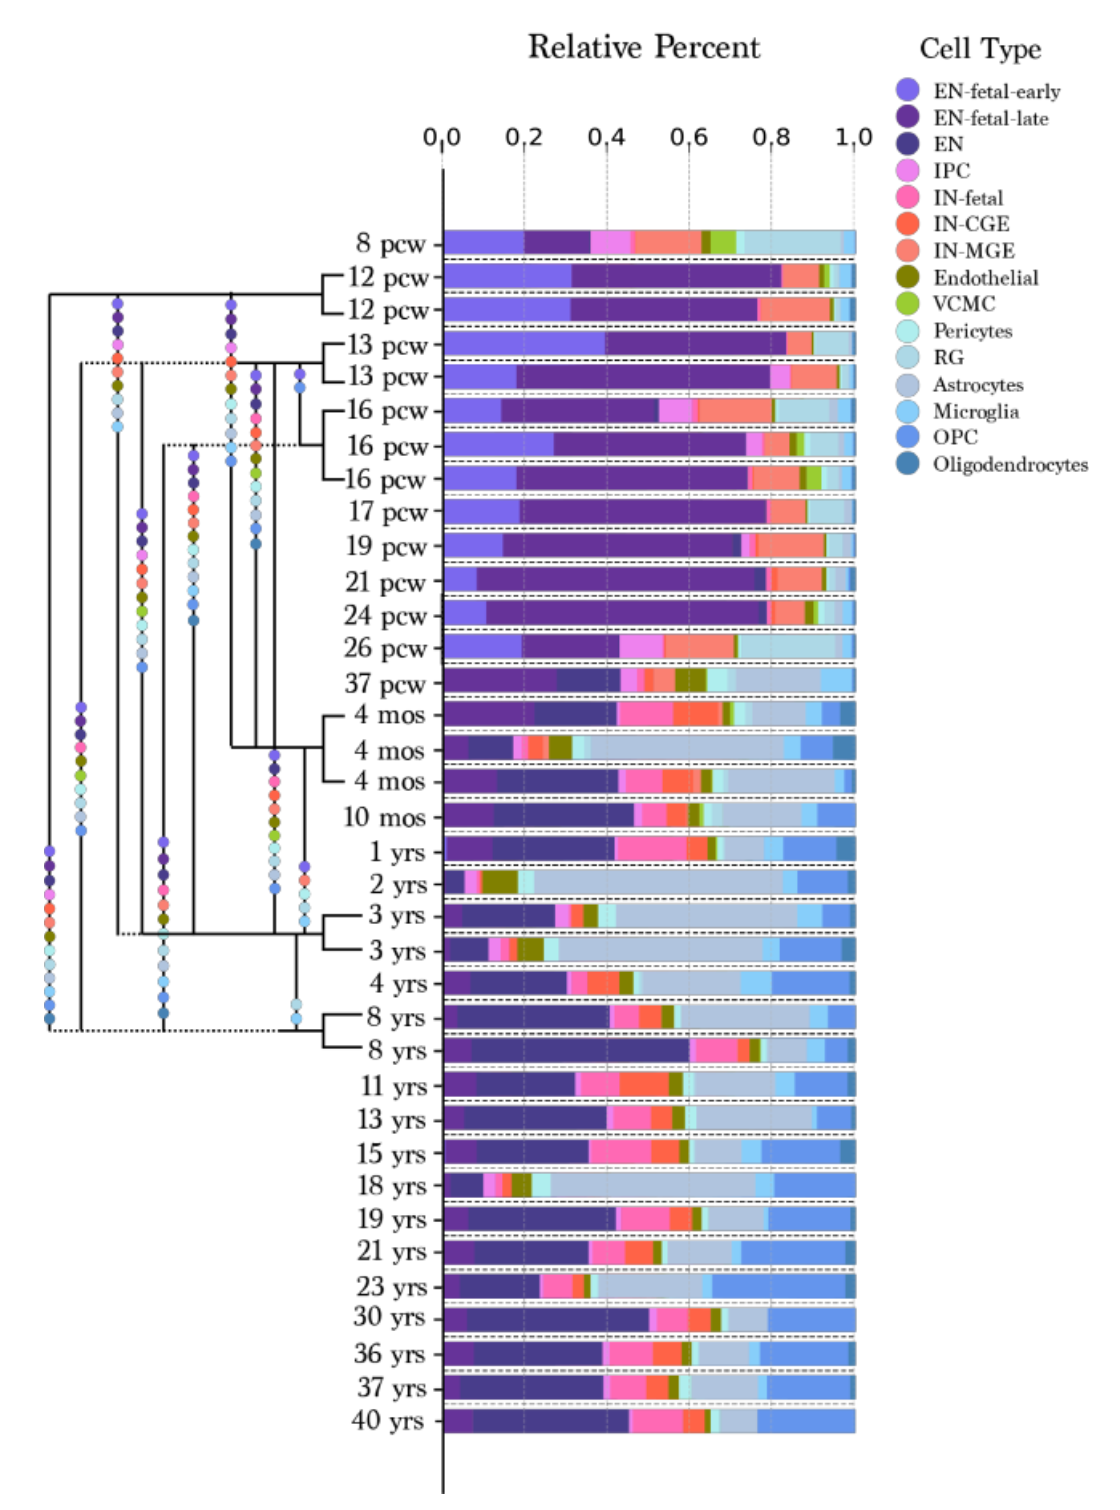 Relative Percent
Cell Type
EN-fetal-early
EN-fetal-late
EN
IPC
IN-fetal
IN-CGE
IN-MGE
Endothelial
VCMC
Pericytes
RG
Astrocytes
Microglia
OPC
Oligodendrocytes
0.0 0.2 0.4 0.6 0.8 1.0
8 pcw
12 pcw
12 pcw
13 pcw
13 pcw
16 pcw
16 pcw
16 pcw
17 pcw
19 pcw
21 pcw
24 pcw
26 pcw
37 pcw
4 mos
4 mos
4 mos
10 mos
1 yrs
2 yrs
3 yrs
3 yrs
4 yrs
8 yrs
8 yrs
11 yrs
13 yrs
15 yrs
18 yrs
19 yrs
21 yrs
23 yrs
30 yrs
36 yrs
37 yrs
40 yrs